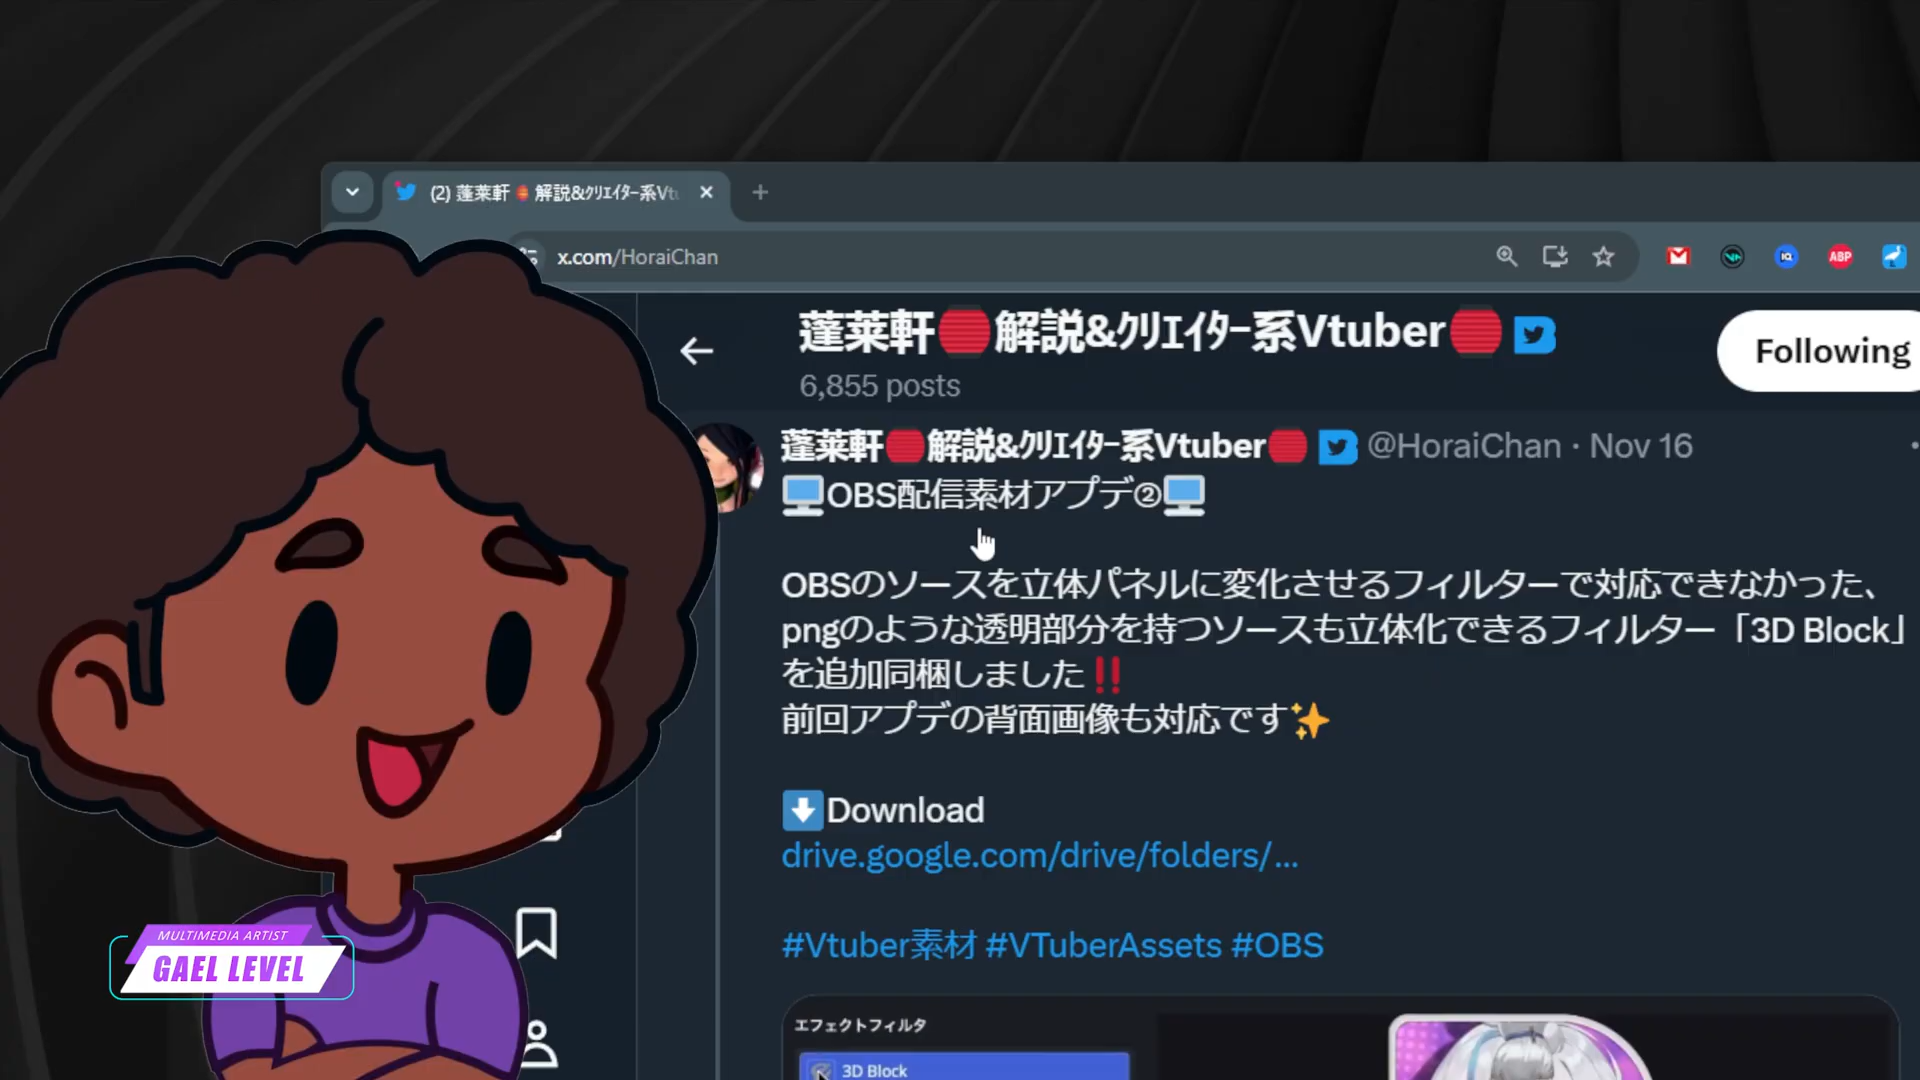 (2) 蓬莱軒🏮解説&ｸﾘｴｲﾀｰ系Vtu
x.com/HoraiChan
ABP
蓬莱軒🏮解説&ｸﾘｴｲﾀｰ系Vtuber🏮
Following
6,855 posts
蓬莱軒🏮解説&ｸﾘｴｲﾀｰ系Vtuber🏮 @HoraiChan · Nov 16
🖥️OBS配信素材アプデ②🖥️
OBSのソースを立体パネルに変化させるフィルターで対応できなかった、
pngのような透明部分を持つソースも立体化できるフィルター「3D Block」
を追加同梱しました‼️
前回アプデの背面画像も対応です✨
⬇️Download
drive.google.com/drive/folders/…
#Vtuber素材 #VTuberAssets #OBS
エフェクトフィルタ
3D Block
MULTIMEDIA ARTIST
GAEL LEVEL